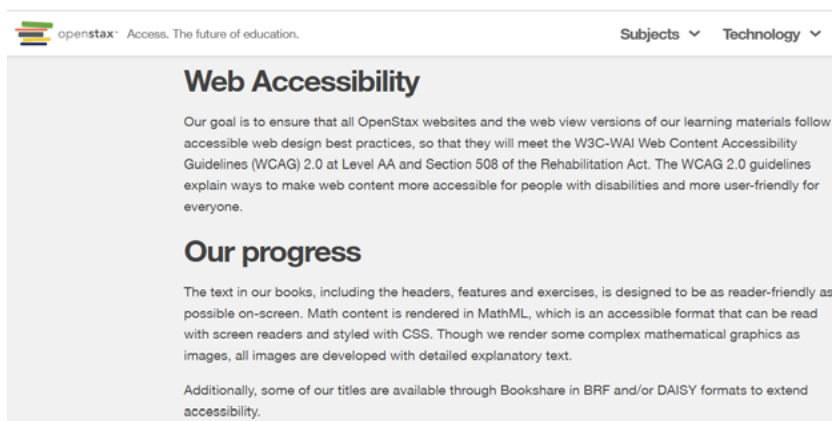 openstax™ Access. The future of education.
Subjects Technology
Web Accessibility
Our goal is to ensure that all OpenStax websites and the web view versions of our learning materials follow
accessible web design best practices, so that they will meet the W3C-WAI Web Content Accessibility
Guidelines (WCAG) 2.0 at Level AA and Section 508 of the Rehabilitation Act. The WCAG 2.0 guidelines
explain ways to make web content more accessible for people with disabilities and more user-friendly for
everyone.
Our progress
The text in our books, including the headers, features and exercises, is designed to be as reader-friendly as
possible on-screen. Math content is rendered in MathML, which is an accessible format that can be read
with screen readers and styled with CSS. Though we render some complex mathematical graphics as
images, all images are developed with detailed explanatory text.
Additionally, some of our titles are available through Bookshare in BRF and/or DAISY formats to extend
accessibility.